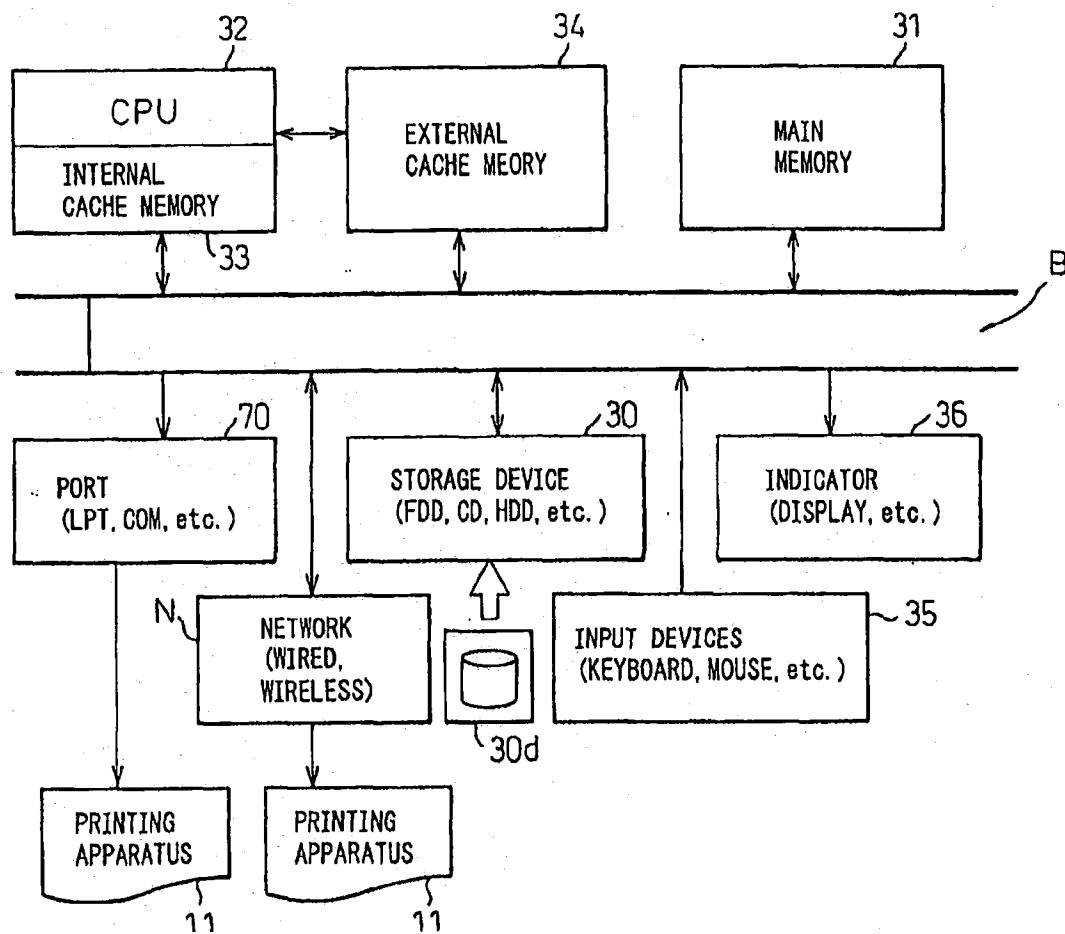 32
34
31
CPU
INTERNAL
CACHE MEMORY
33
EXTERNAL
CACHE MEORY
MAIN
MEMORY
B
70
30
36
PORT
(LPT, COM, etc.)
STORAGE DEVICE
(FDD, CD, HDD, etc.)
INDICATOR
(DISPLAY, etc.)
N
NETWORK
(WIRED,
WIRELESS)
30d
INPUT DEVICES
(KEYBOARD, MOUSE, etc.)
35
PRINTING
APPARATUS
11
PRINTING
APPARATUS
11